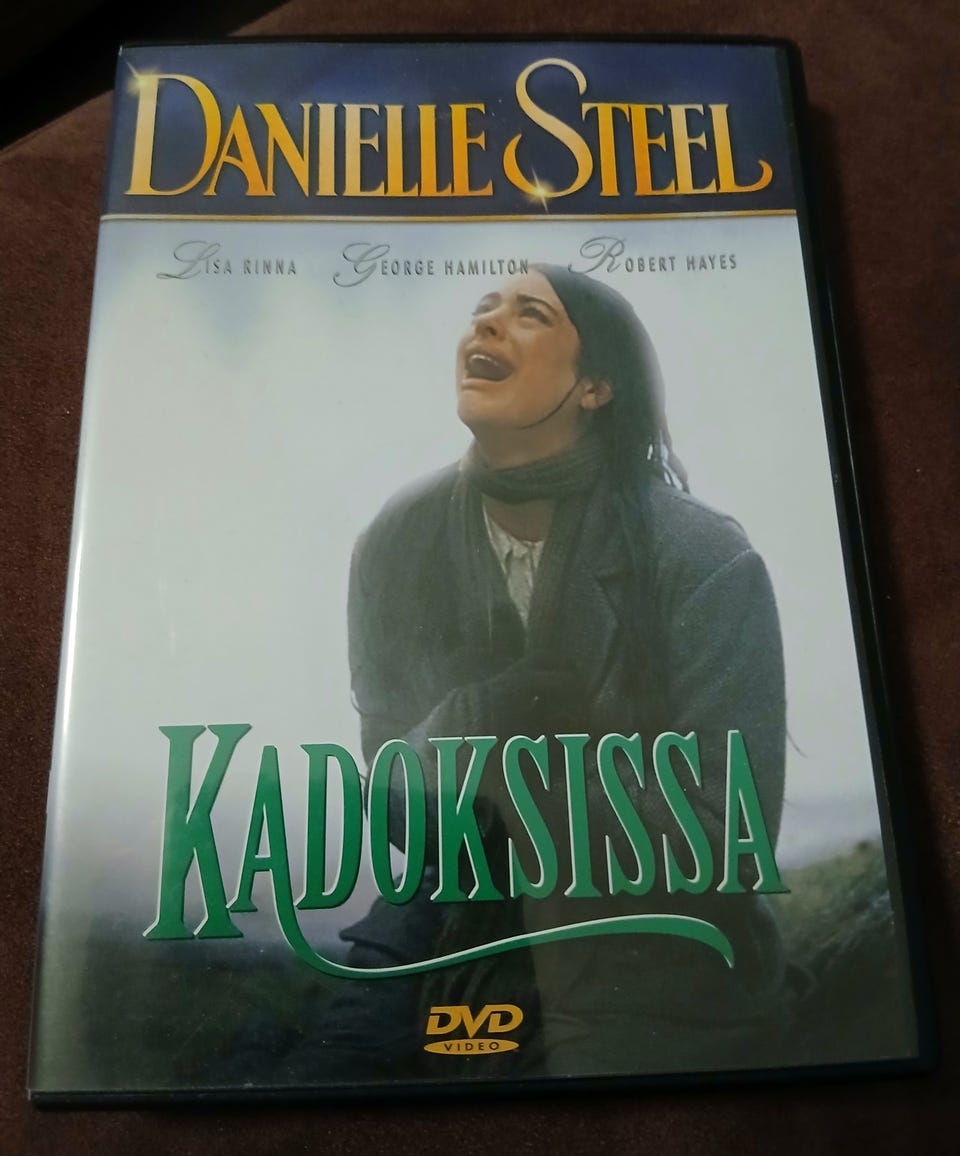 DANIELLE STEEL
LISA RINNA GEORGE HAMILTON ROBERT HAYES
KADOKSISSA
DVD
VIDEO